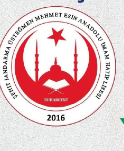 ŞEHİT JANDARMA ÜSTEĞMEN MEHMET ESİN ANADOLU İMAM HATİP LİSESİ
2016